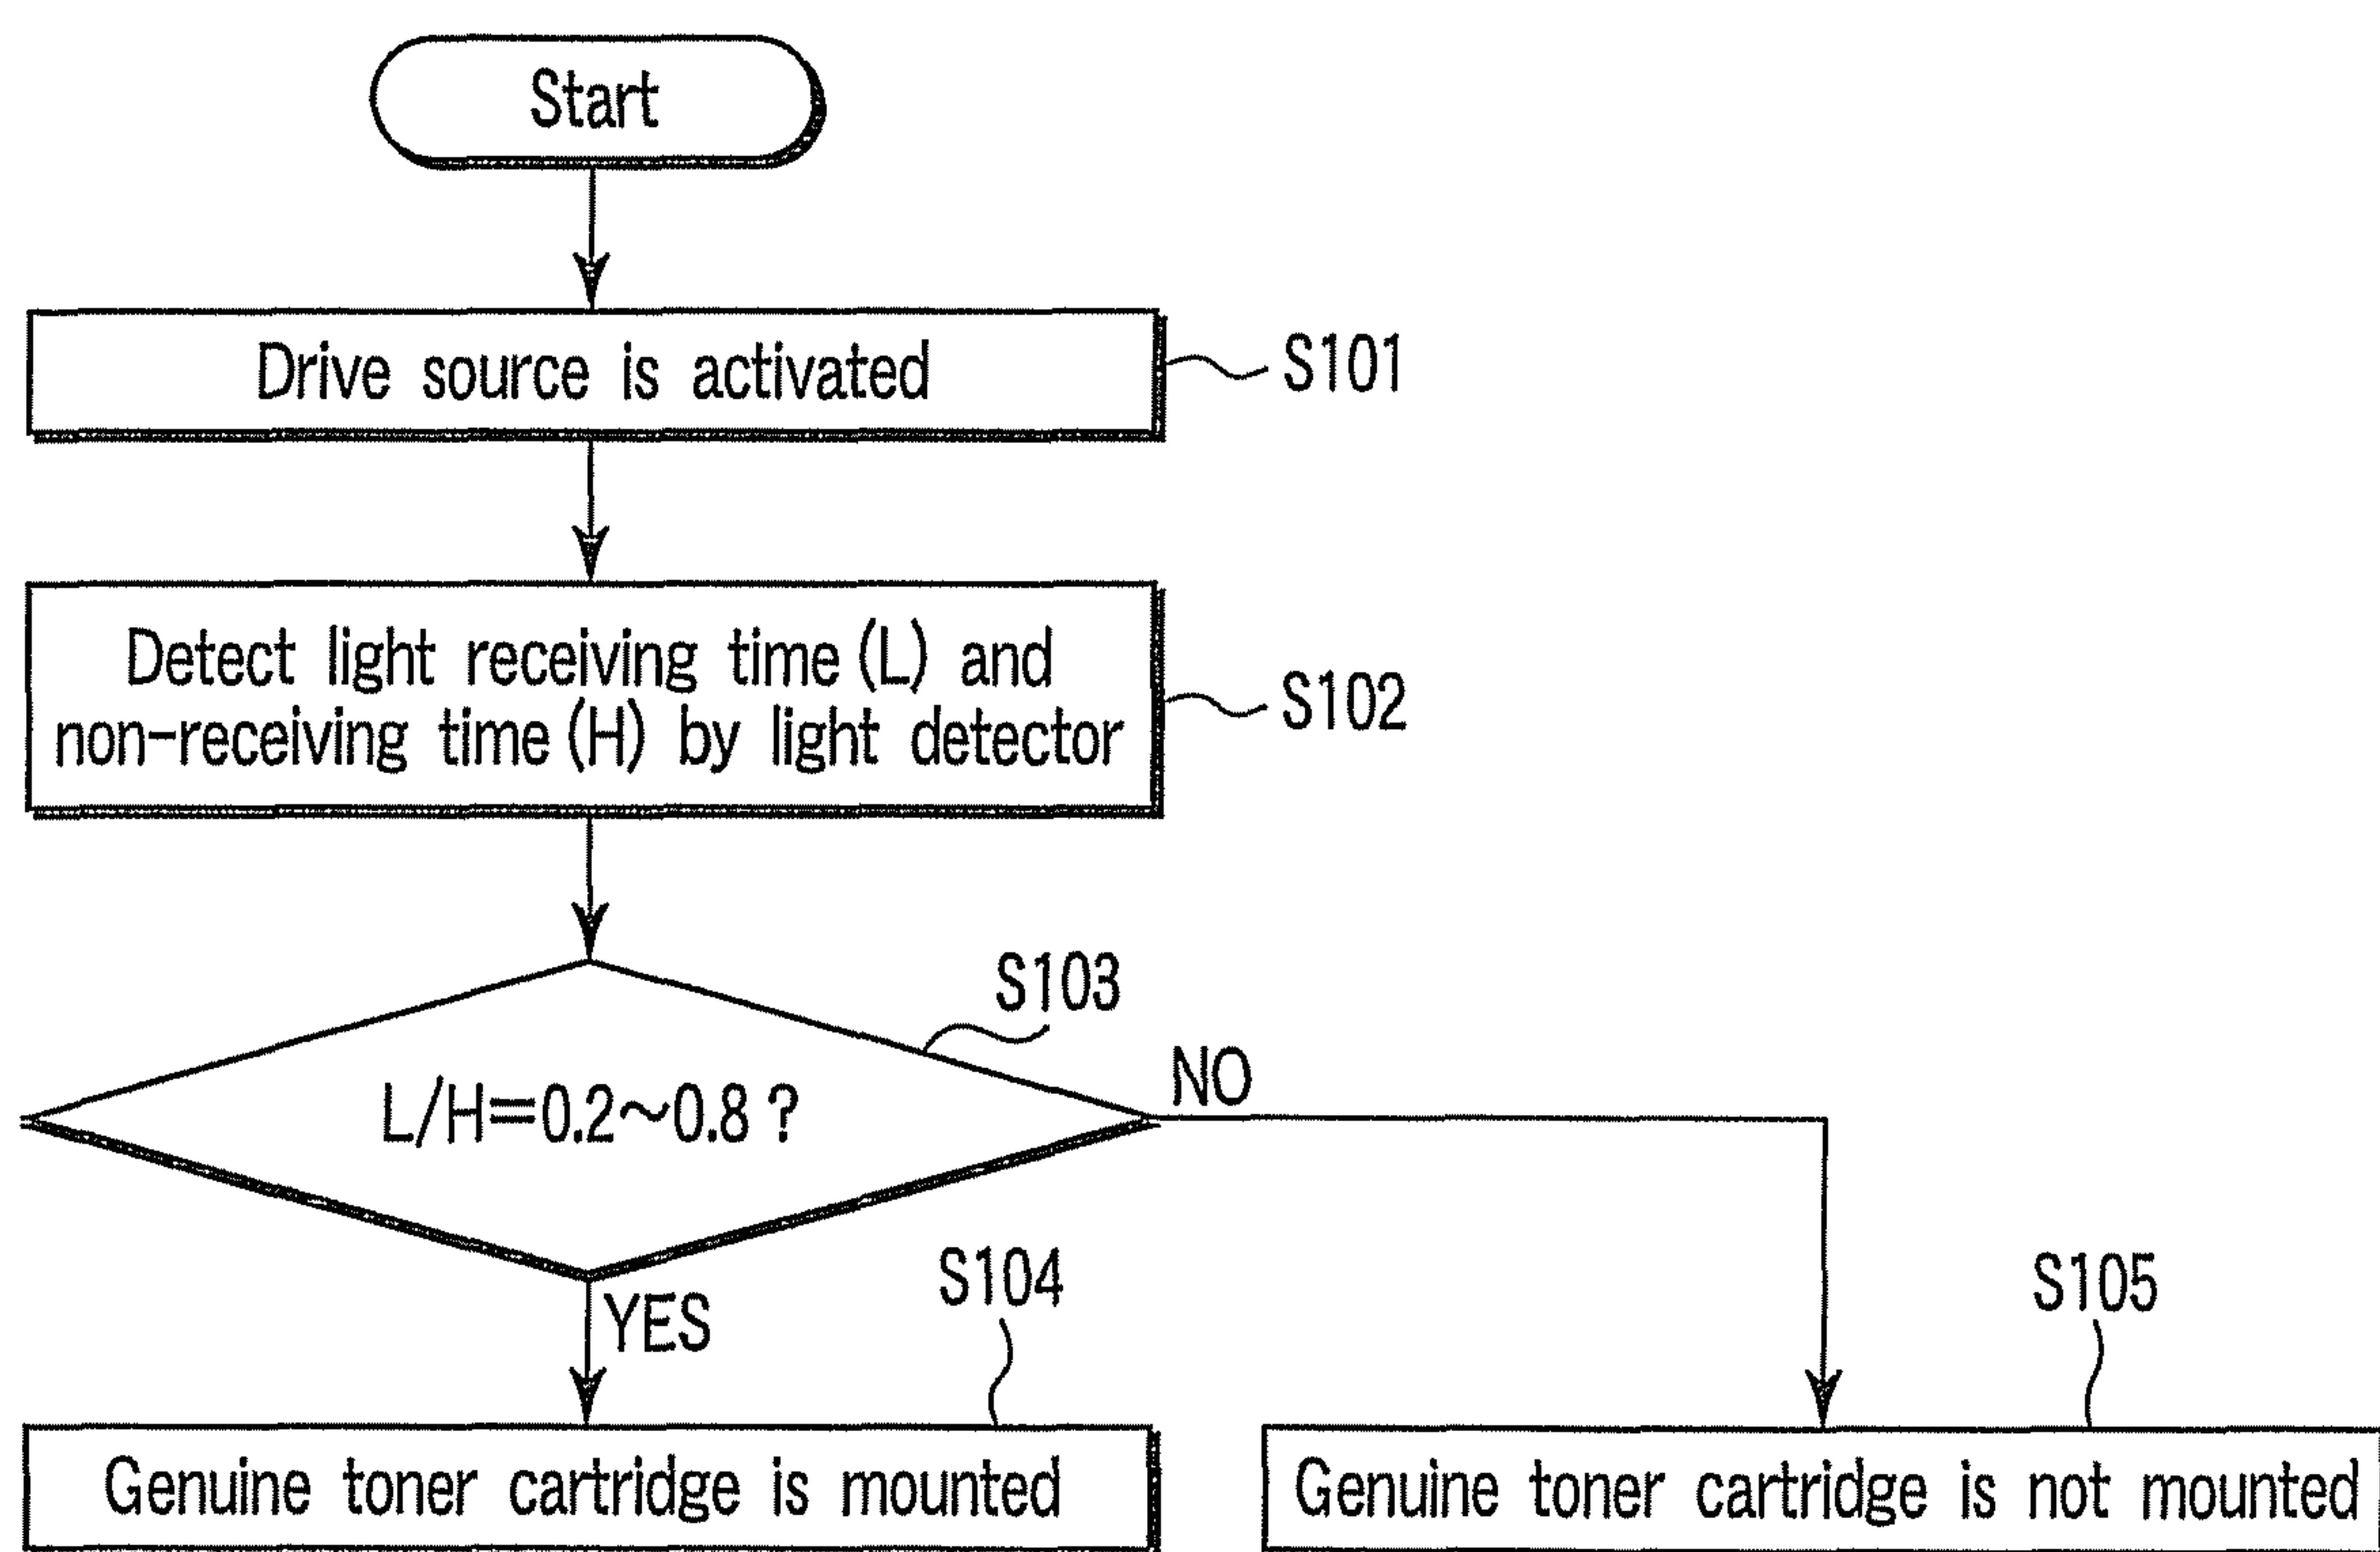 Start
Drive source is activated
S101
Detect light receiving time (L) and
non-receiving time (H) by light detector
S102
S103
L/H=0.2~0.8 ?
NO
YES
S104
Genuine toner cartridge is mounted
S105
Genuine toner cartridge is not mounted